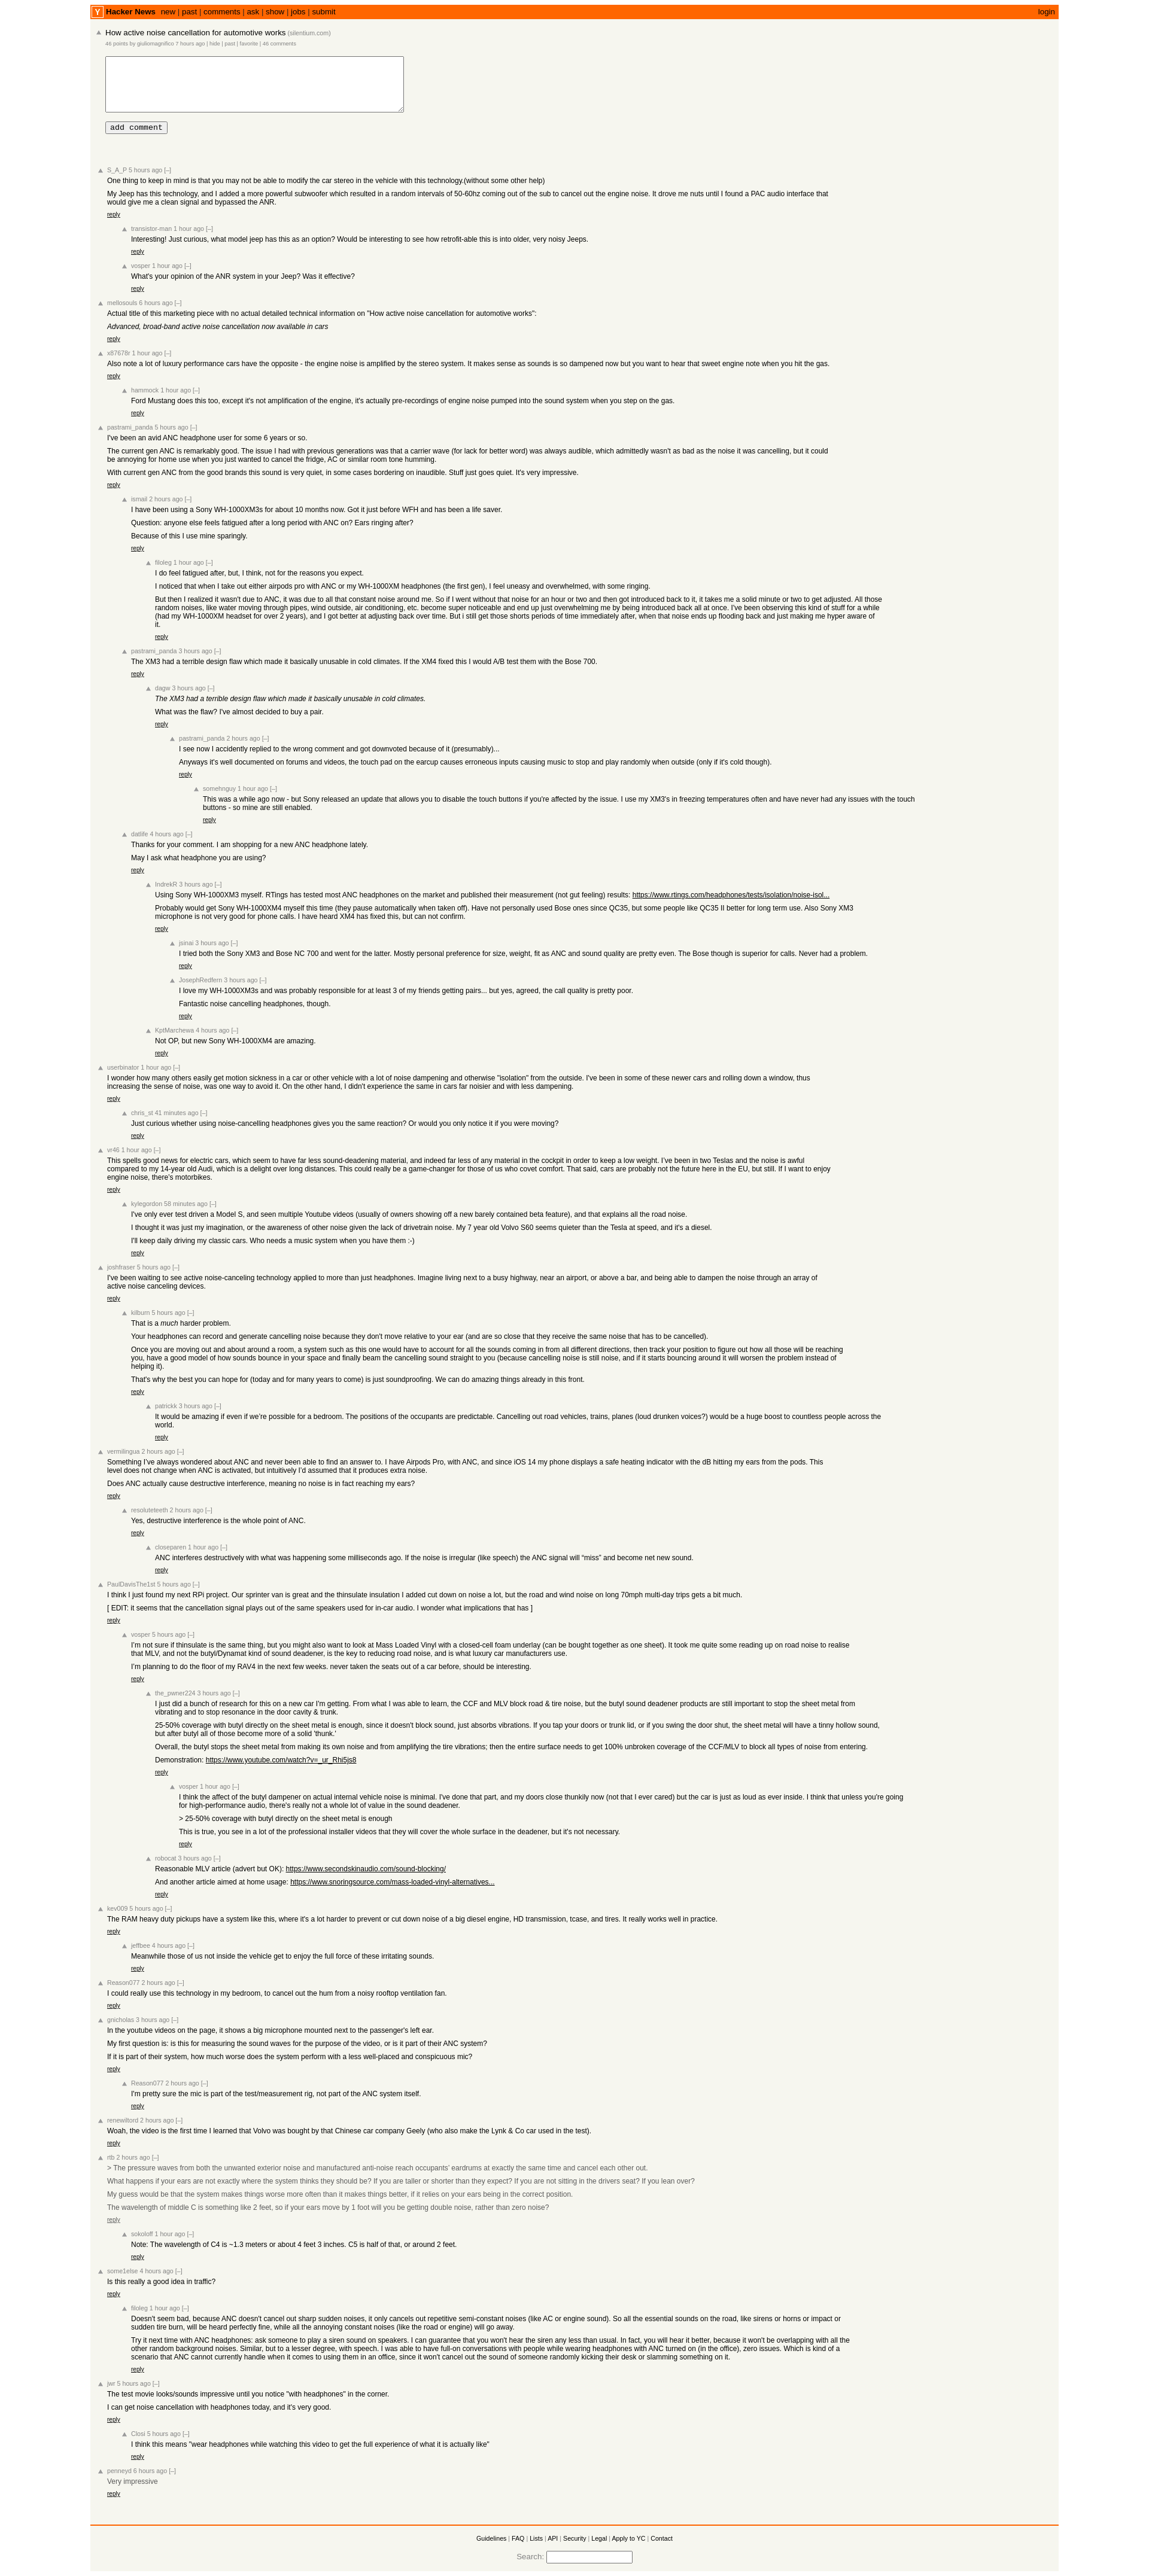 Y Hacker News new | past | comments | ask | show | jobs | submit login
How active noise cancellation for automotive works (silentium.com)
46 points by giuliomagnifico 7 hours ago | hide | past | favorite | 46 comments
add comment
S_A_P 5 hours ago [–]
One thing to keep in mind is that you may not be able to modify the car stereo in the vehicle with this technology.(without some other help)
My Jeep has this technology, and I added a more powerful subwoofer which resulted in a random intervals of 50-60hz coming out of the sub to cancel out the engine noise. It drove me nuts until I found a PAC audio interface that
would give me a clean signal and bypassed the ANR.
reply
transistor-man 1 hour ago [–]
Interesting! Just curious, what model jeep has this as an option? Would be interesting to see how retrofit-able this is into older, very noisy Jeeps.
reply
vosper 1 hour ago [–]
What's your opinion of the ANR system in your Jeep? Was it effective?
reply
mellosouls 6 hours ago [–]
Actual title of this marketing piece with no actual detailed technical information on "How active noise cancellation for automotive works":
Advanced, broad-band active noise cancellation now available in cars
reply
x87678r 1 hour ago [–]
Also note a lot of luxury performance cars have the opposite - the engine noise is amplified by the stereo system. It makes sense as sounds is so dampened now but you want to hear that sweet engine note when you hit the gas.
reply
hammock 1 hour ago [–]
Ford Mustang does this too, except it's not amplification of the engine, it's actually pre-recordings of engine noise pumped into the sound system when you step on the gas.
reply
pastrami_panda 5 hours ago [–]
I've been an avid ANC headphone user for some 6 years or so.
The current gen ANC is remarkably good. The issue I had with previous generations was that a carrier wave (for lack for better word) was always audible, which admittedly wasn't as bad as the noise it was cancelling, but it could
be annoying for home use when you just wanted to cancel the fridge, AC or similar room tone humming.
With current gen ANC from the good brands this sound is very quiet, in some cases bordering on inaudible. Stuff just goes quiet. It's very impressive.
reply
ismail 2 hours ago [–]
I have been using a Sony WH-1000XM3s for about 10 months now. Got it just before WFH and has been a life saver.
Question: anyone else feels fatigued after a long period with ANC on? Ears ringing after?
Because of this I use mine sparingly.
reply
filoleg 1 hour ago [–]
I do feel fatigued after, but, I think, not for the reasons you expect.
I noticed that when I take out either airpods pro with ANC or my WH-1000XM headphones (the first gen), I feel uneasy and overwhelmed, with some ringing.
But then I realized it wasn't due to ANC, it was due to all that constant noise around me. So if I went without that noise for an hour or two and then got introduced back to it, it takes me a solid minute or two to get adjusted. All those
random noises, like water moving through pipes, wind outside, air conditioning, etc. become super noticeable and end up just overwhelming me by being introduced back all at once. I've been observing this kind of stuff for a while
(had my WH-1000XM headset for over 2 years), and I got better at adjusting back over time. But i still get those shorts periods of time immediately after, when that noise ends up flooding back and just making me hyper aware of
it.
reply
pastrami_panda 3 hours ago [–]
The XM3 had a terrible design flaw which made it basically unusable in cold climates. If the XM4 fixed this I would A/B test them with the Bose 700.
reply
dagw 3 hours ago [–]
The XM3 had a terrible design flaw which made it basically unusable in cold climates.
What was the flaw? I've almost decided to buy a pair.
reply
pastrami_panda 2 hours ago [–]
I see now I accidently replied to the wrong comment and got downvoted because of it (presumably)...
Anyways it's well documented on forums and videos, the touch pad on the earcup causes erroneous inputs causing music to stop and play randomly when outside (only if it's cold though).
reply
somehnguy 1 hour ago [–]
This was a while ago now - but Sony released an update that allows you to disable the touch buttons if you're affected by the issue. I use my XM3's in freezing temperatures often and have never had any issues with the touch
buttons - so mine are still enabled.
reply
datlife 4 hours ago [–]
Thanks for your comment. I am shopping for a new ANC headphone lately.
May I ask what headphone you are using?
reply
IndrekR 3 hours ago [–]
Using Sony WH-1000XM3 myself. RTings has tested most ANC headphones on the market and published their measurement (not gut feeling) results: https://www.rtings.com/headphones/tests/isolation/noise-isol...
Probably would get Sony WH-1000XM4 myself this time (they pause automatically when taken off). Have not personally used Bose ones since QC35, but some people like QC35 II better for long term use. Also Sony XM3
microphone is not very good for phone calls. I have heard XM4 has fixed this, but can not confirm.
reply
jsinai 3 hours ago [–]
I tried both the Sony XM3 and Bose NC 700 and went for the latter. Mostly personal preference for size, weight, fit as ANC and sound quality are pretty even. The Bose though is superior for calls. Never had a problem.
reply
JosephRedfern 3 hours ago [–]
I love my WH-1000XM3s and was probably responsible for at least 3 of my friends getting pairs... but yes, agreed, the call quality is pretty poor.
Fantastic noise cancelling headphones, though.
reply
KptMarchewa 4 hours ago [–]
Not OP, but new Sony WH-1000XM4 are amazing.
reply
userbinator 1 hour ago [–]
I wonder how many others easily get motion sickness in a car or other vehicle with a lot of noise dampening and otherwise "isolation" from the outside. I've been in some of these newer cars and rolling down a window, thus
increasing the sense of noise, was one way to avoid it. On the other hand, I didn't experience the same in cars far noisier and with less dampening.
reply
chris_st 41 minutes ago [–]
Just curious whether using noise-cancelling headphones gives you the same reaction? Or would you only notice it if you were moving?
reply
vr46 1 hour ago [–]
This spells good news for electric cars, which seem to have far less sound-deadening material, and indeed far less of any material in the cockpit in order to keep a low weight. I've been in two Teslas and the noise is awful
compared to my 14-year old Audi, which is a delight over long distances. This could really be a game-changer for those of us who covet comfort. That said, cars are probably not the future here in the EU, but still. If I want to enjoy
engine noise, there's motorbikes.
reply
kylegordon 58 minutes ago [–]
I've only ever test driven a Model S, and seen multiple Youtube videos (usually of owners showing off a new barely contained beta feature), and that explains all the road noise.
I thought it was just my imagination, or the awareness of other noise given the lack of drivetrain noise. My 7 year old Volvo S60 seems quieter than the Tesla at speed, and it's a diesel.
I'll keep daily driving my classic cars. Who needs a music system when you have them :-)
reply
joshfraser 5 hours ago [–]
I've been waiting to see active noise-canceling technology applied to more than just headphones. Imagine living next to a busy highway, near an airport, or above a bar, and being able to dampen the noise through an array of
active noise canceling devices.
reply
kilburn 5 hours ago [–]
That is a much harder problem.
Your headphones can record and generate cancelling noise because they don't move relative to your ear (and are so close that they receive the same noise that has to be cancelled).
Once you are moving out and about around a room, a system such as this one would have to account for all the sounds coming in from all different directions, then track your position to figure out how all those will be reaching
you, have a good model of how sounds bounce in your space and finally beam the cancelling sound straight to you (because cancelling noise is still noise, and if it starts bouncing around it will worsen the problem instead of
helping it).
That's why the best you can hope for (today and for many years to come) is just soundproofing. We can do amazing things already in this front.
reply
patrickk 3 hours ago [–]
It would be amazing if even if we're possible for a bedroom. The positions of the occupants are predictable. Cancelling out road vehicles, trains, planes (loud drunken voices?) would be a huge boost to countless people across the
world.
reply
vermilingua 2 hours ago [–]
Something I've always wondered about ANC and never been able to find an answer to. I have Airpods Pro, with ANC, and since iOS 14 my phone displays a safe heating indicator with the dB hitting my ears from the pods. This
level does not change when ANC is activated, but intuitively I'd assumed that it produces extra noise.
Does ANC actually cause destructive interference, meaning no noise is in fact reaching my ears?
reply
resoluteteeth 2 hours ago [–]
Yes, destructive interference is the whole point of ANC.
reply
closeparen 1 hour ago [–]
ANC interferes destructively with what was happening some milliseconds ago. If the noise is irregular (like speech) the ANC signal will “miss” and become net new sound.
reply
PaulDavisThe1st 5 hours ago [–]
I think I just found my next RPi project. Our sprinter van is great and the thinsulate insulation I added cut down on noise a lot, but the road and wind noise on long 70mph multi-day trips gets a bit much.
[ EDIT: it seems that the cancellation signal plays out of the same speakers used for in-car audio. I wonder what implications that has ]
reply
vosper 5 hours ago [–]
I'm not sure if thinsulate is the same thing, but you might also want to look at Mass Loaded Vinyl with a closed-cell foam underlay (can be bought together as one sheet). It took me quite some reading up on road noise to realise
that MLV, and not the butyl/Dynamat kind of sound deadener, is the key to reducing road noise, and is what luxury car manufacturers use.
I'm planning to do the floor of my RAV4 in the next few weeks. never taken the seats out of a car before, should be interesting.
reply
the_pwner224 3 hours ago [–]
I just did a bunch of research for this on a new car I'm getting. From what I was able to learn, the CCF and MLV block road & tire noise, but the butyl sound deadener products are still important to stop the sheet metal from
vibrating and to stop resonance in the door cavity & trunk.
25-50% coverage with butyl directly on the sheet metal is enough, since it doesn't block sound, just absorbs vibrations. If you tap your doors or trunk lid, or if you swing the door shut, the sheet metal will have a tinny hollow sound,
but after butyl all of those become more of a solid 'thunk.'
Overall, the butyl stops the sheet metal from making its own noise and from amplifying the tire vibrations; then the entire surface needs to get 100% unbroken coverage of the CCF/MLV to block all types of noise from entering.
Demonstration: https://www.youtube.com/watch?v=_ur_Rhi5js8
reply
vosper 1 hour ago [–]
I think the affect of the butyl dampener on actual internal vehicle noise is minimal. I've done that part, and my doors close thunkily now (not that I ever cared) but the car is just as loud as ever inside. I think that unless you're going
for high-performance audio, there's really not a whole lot of value in the sound deadener.
> 25-50% coverage with butyl directly on the sheet metal is enough
This is true, you see in a lot of the professional installer videos that they will cover the whole surface in the deadener, but it's not necessary.
reply
robocat 3 hours ago [–]
Reasonable MLV article (advert but OK): https://www.secondskinaudio.com/sound-blocking/
And another article aimed at home usage: https://www.snoringsource.com/mass-loaded-vinyl-alternatives...
reply
kev009 5 hours ago [–]
The RAM heavy duty pickups have a system like this, where it's a lot harder to prevent or cut down noise of a big diesel engine, HD transmission, tcase, and tires. It really works well in practice.
reply
jeffbee 4 hours ago [–]
Meanwhile those of us not inside the vehicle get to enjoy the full force of these irritating sounds.
reply
Reason077 2 hours ago [–]
I could really use this technology in my bedroom, to cancel out the hum from a noisy rooftop ventilation fan.
reply
gnicholas 3 hours ago [–]
In the youtube videos on the page, it shows a big microphone mounted next to the passenger's left ear.
My first question is: is this for measuring the sound waves for the purpose of the video, or is it part of their ANC system?
If it is part of their system, how much worse does the system perform with a less well-placed and conspicuous mic?
reply
Reason077 2 hours ago [–]
I'm pretty sure the mic is part of the test/measurement rig, not part of the ANC system itself.
reply
renewiltord 2 hours ago [–]
Woah, the video is the first time I learned that Volvo was bought by that Chinese car company Geely (who also make the Lynk & Co car used in the test).
reply
rtb 2 hours ago [–]
> The pressure waves from both the unwanted exterior noise and manufactured anti-noise reach occupants' eardrums at exactly the same time and cancel each other out.
What happens if your ears are not exactly where the system thinks they should be? If you are taller or shorter than they expect? If you are not sitting in the drivers seat? If you lean over?
My guess would be that the system makes things worse more often than it makes things better, if it relies on your ears being in the correct position.
The wavelength of middle C is something like 2 feet, so if your ears move by 1 foot will you be getting double noise, rather than zero noise?
reply
sokoloff 1 hour ago [–]
Note: The wavelength of C4 is ~1.3 meters or about 4 feet 3 inches. C5 is half of that, or around 2 feet.
reply
some1else 4 hours ago [–]
Is this really a good idea in traffic?
reply
filoleg 1 hour ago [–]
Doesn't seem bad, because ANC doesn't cancel out sharp sudden noises, it only cancels out repetitive semi-constant noises (like AC or engine sound). So all the essential sounds on the road, like sirens or horns or impact or
sudden tire burn, will be heard perfectly fine, while all the annoying constant noises (like the road or engine) will go away.
Try it next time with ANC headphones: ask someone to play a siren sound on speakers. I can guarantee that you won't hear the siren any less than usual. In fact, you will hear it better, because it won't be overlapping with all the
other random background noises. Similar, but to a lesser degree, with speech. I was able to have full-on conversations with people while wearing headphones with ANC turned on (in the office), zero issues. Which is kind of a
scenario that ANC cannot currently handle when it comes to using them in an office, since it won't cancel out the sound of someone randomly kicking their desk or slamming something on it.
reply
jwr 5 hours ago [–]
The test movie looks/sounds impressive until you notice "with headphones" in the corner.
I can get noise cancellation with headphones today, and it's very good.
reply
Closi 5 hours ago [–]
I think this means "wear headphones while watching this video to get the full experience of what it is actually like"
reply
penneyd 6 hours ago [–]
Very impressive
reply
Guidelines | FAQ | Lists | API | Security | Legal | Apply to YC | Contact
Search: